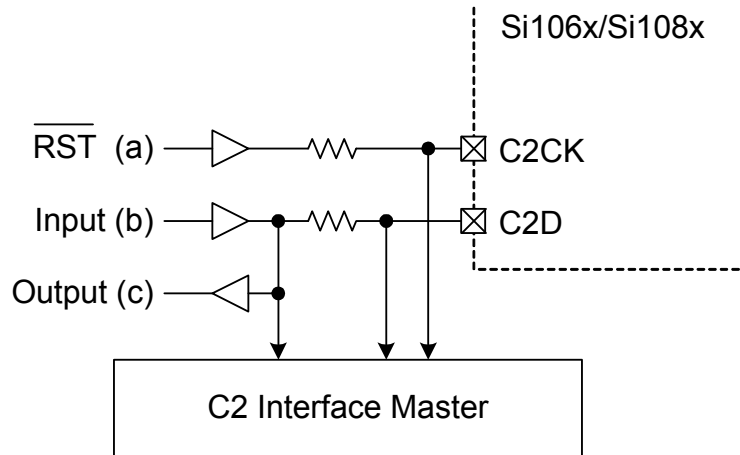 Si106x/Si108x
RST (a)
C2CK
Input (b)
C2D
Output (c)
C2 Interface Master